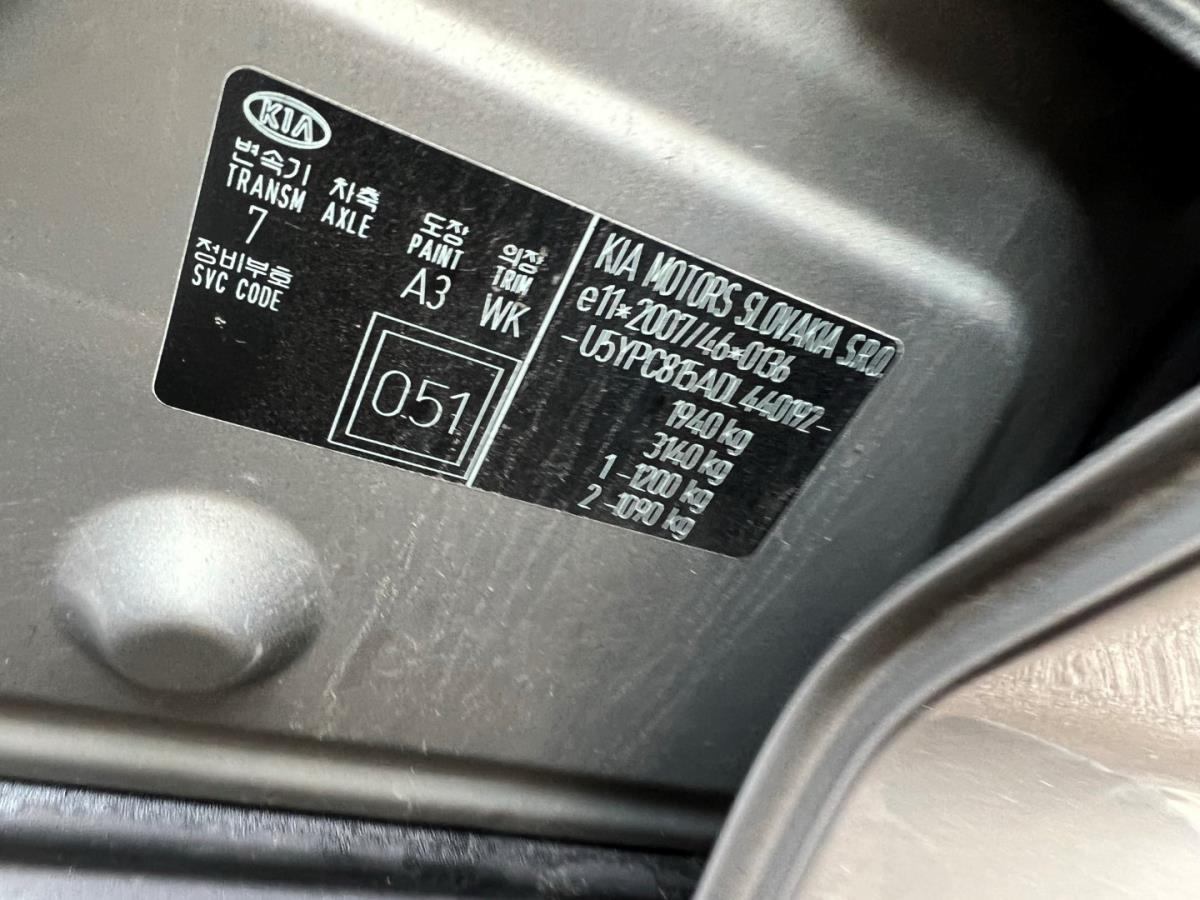 KIA
변속기 차축 도장 의장
TRANSM AXLE PAINT TRIM
7 A3 WK
정비부호
SVC CODE
051
KIA MOTORS SLOVAKIA S.R.O.
e11*2007/46*0136
-U5YPC815ADL440192-
1940 kg
3140 kg
1 -1200 kg
2 -1090 kg